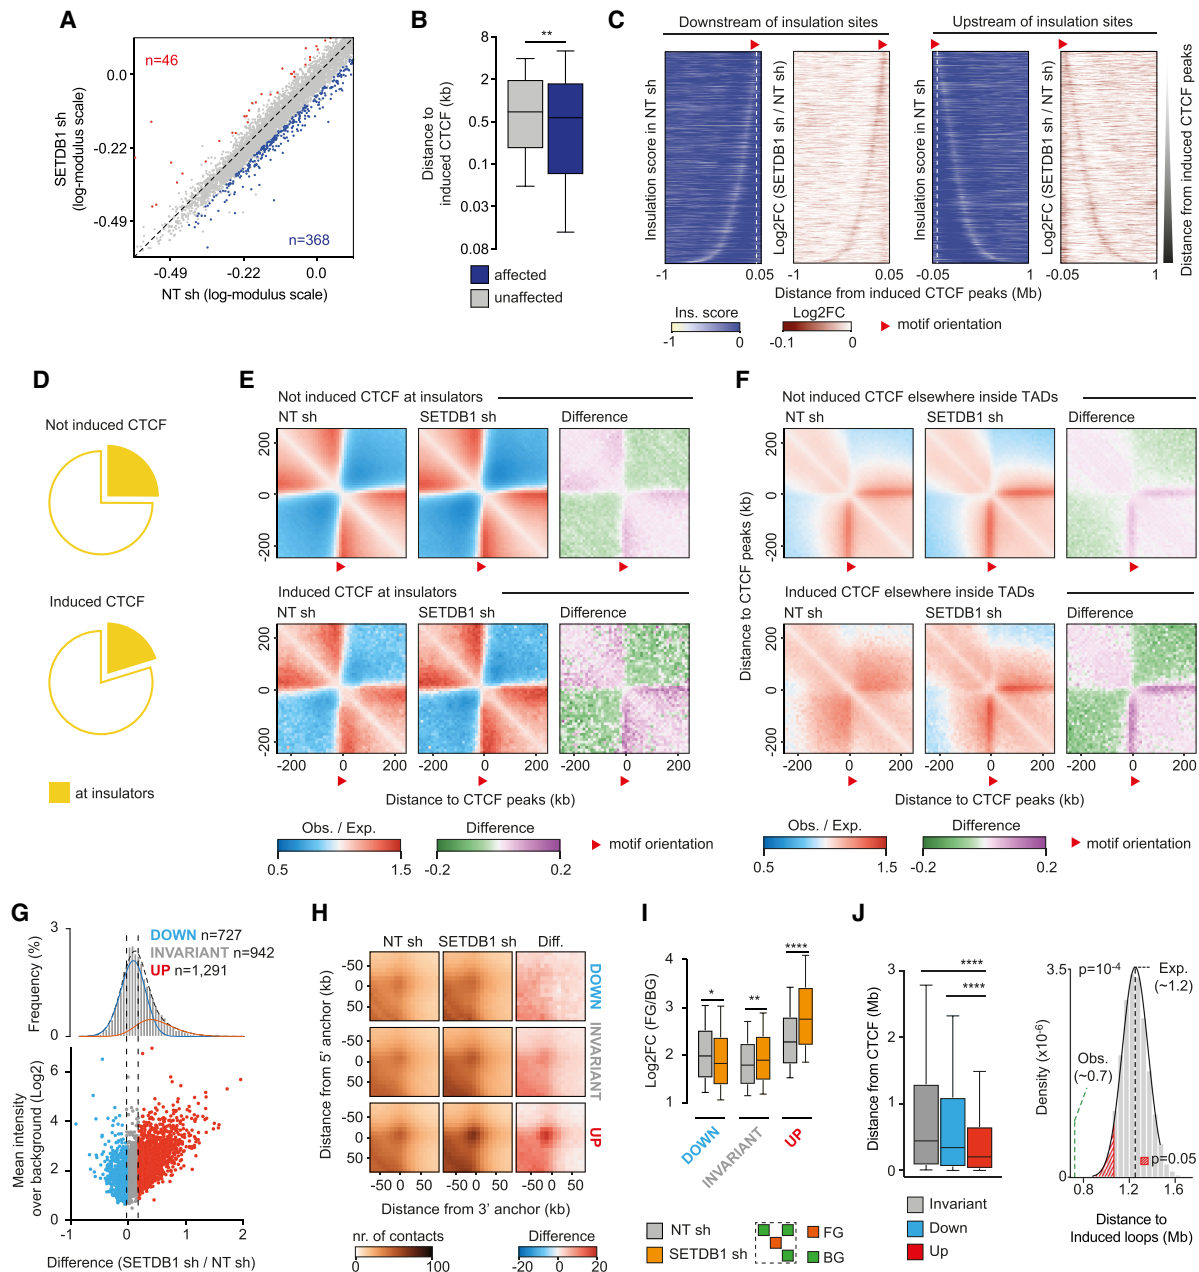 A
n=46
n=368
0.0
-0.22
-0.49
SETDB1 sh
(log-modulus scale)
-0.49
-0.22
0.0
NT sh (log-modulus scale)
B
**
8
2
0.5
0.1
0.03
0.08
Distance to
induced CTCF (kb)
affected
unaffected
C
Downstream of insulation sites
Upstream of insulation sites
Insulation score in NT sh
Log2FC (SETDB1 sh / NT sh)
Insulation score in NT sh
Log2FC (SETDB1 sh / NT sh)
Distance from induced CTCF peaks
-1
0.05
-1
0.05
-0.05
1
-0.05
1
Distance from induced CTCF peaks (Mb)
Ins. score
-1
0
Log2FC
-0.1
0
motif orientation
D
Not induced CTCF
Induced CTCF
at insulators
E
Not induced CTCF at insulators
NT sh
SETDB1 sh
Difference
200
0
-200
Induced CTCF at insulators
NT sh
SETDB1 sh
Difference
200
0
-200
-200
0
200
-200
0
200
-200
0
200
Distance to CTCF peaks (kb)
Obs. / Exp.
0.5
1.5
Difference
-0.2
0.2
motif orientation
F
Not induced CTCF elsewhere inside TADs
NT sh
SETDB1 sh
Difference
200
0
-200
Distance to CTCF peaks (kb)
Induced CTCF elsewhere inside TADs
NT sh
SETDB1 sh
Difference
200
0
-200
-200
0
200
-200
0
200
-200
0
200
Distance to CTCF peaks (kb)
Obs. / Exp.
0.5
1.5
Difference
-0.2
0.2
motif orientation
G
DOWN n=727
INVARIANT n=942
UP n=1,291
3
0
Frequency (%)
6
4
2
0
Mean intensity
over background (Log2)
0
1
2
Difference (SETDB1 sh / NT sh)
H
NT sh
SETDB1 sh
Diff.
-50
0
50
DOWN
-50
0
50
INVARIANT
-50
0
50
UP
Distance from 5' anchor (kb)
-50 0 50
-50 0 50
-50 0 50
Distance from 3' anchor (kb)
nr. of contacts
0
100
Difference
-20
0
20
I
4
3
2
1
Log2FC (FG/BG)
*
**
****
DOWN
INVARIANT
UP
NT sh
SETDB1 sh
FG
BG
J
3
2
1
0
Distance from CTCF (Mb)
****
****
Invariant
Down
Up
3.5
0
Density (x10-6)
p=10-4
Exp.
(~1.2)
Obs.
(~0.7)
p=0.05
0.8
1.2
1.6
Distance to
Induced loops (Mb)